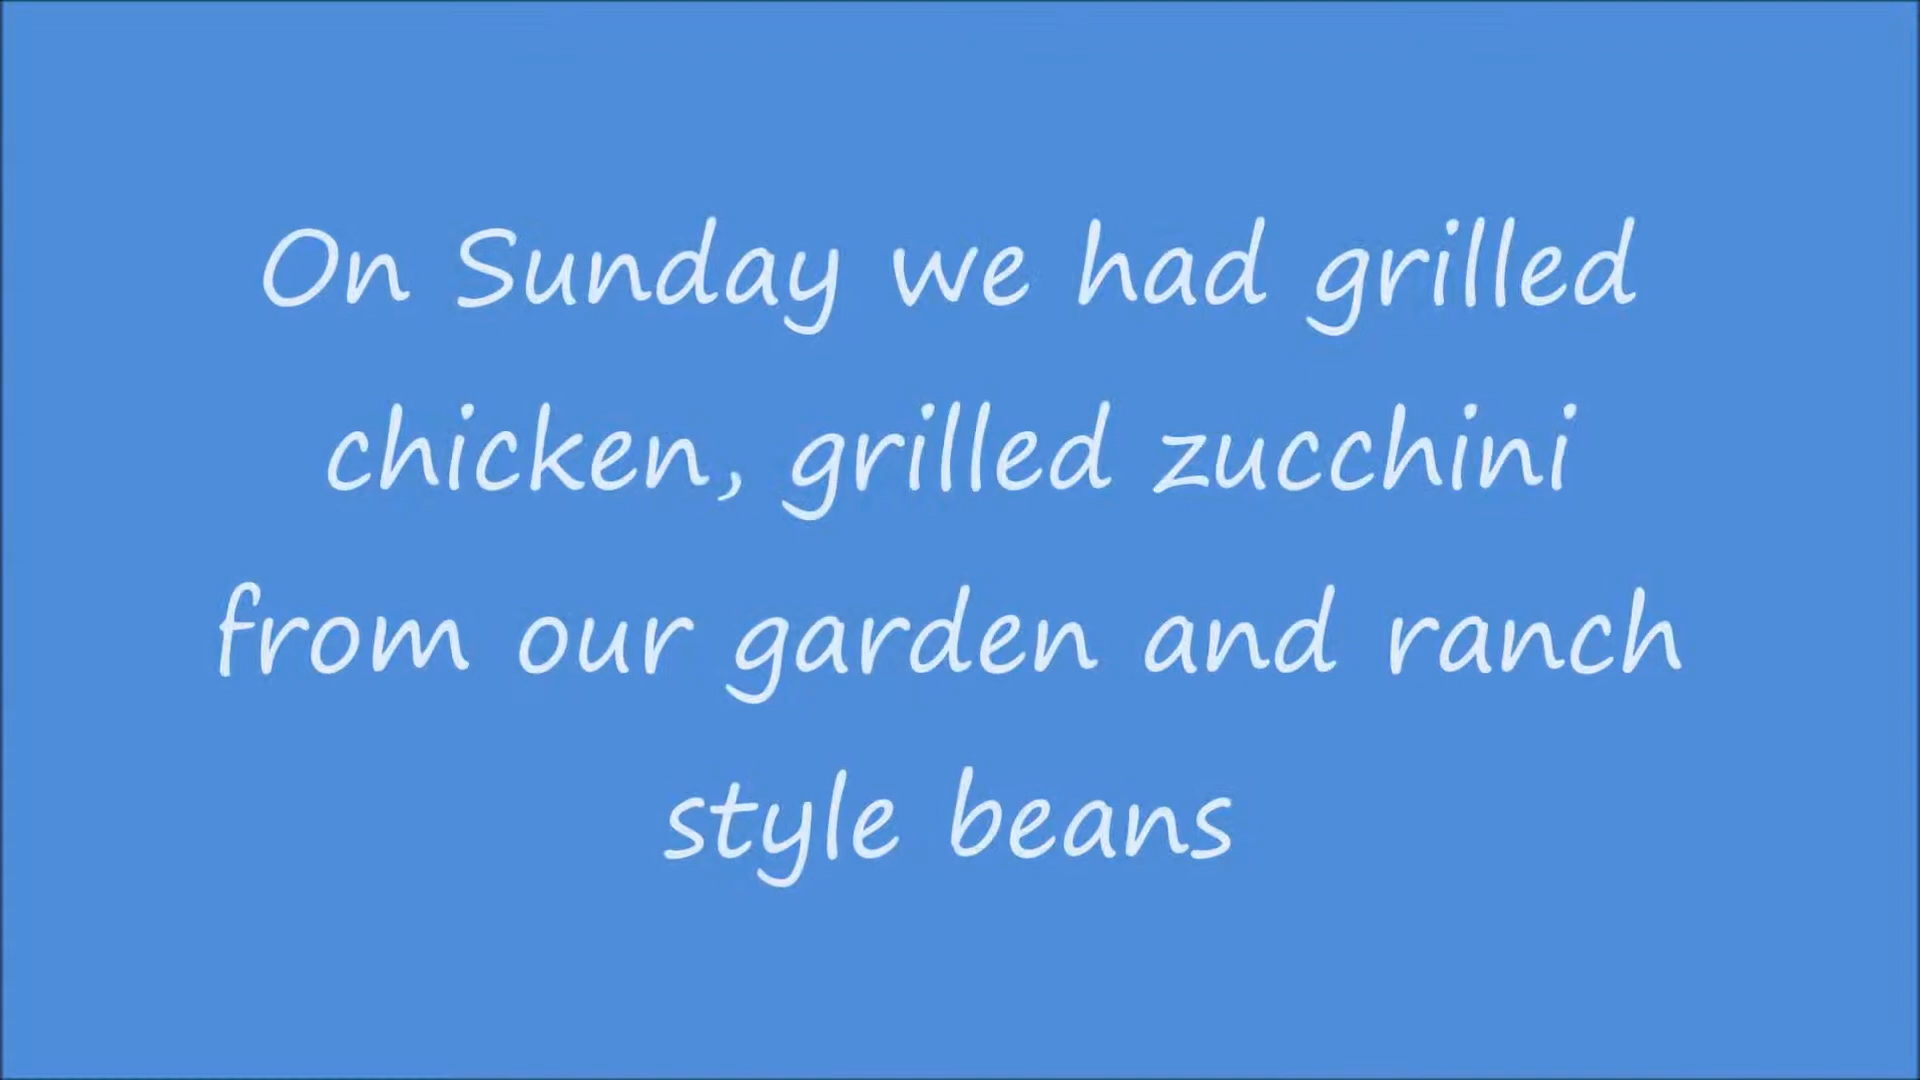 On Sunday we had grilled
chicken, grilled zucchini
from our garden and ranch
style beans